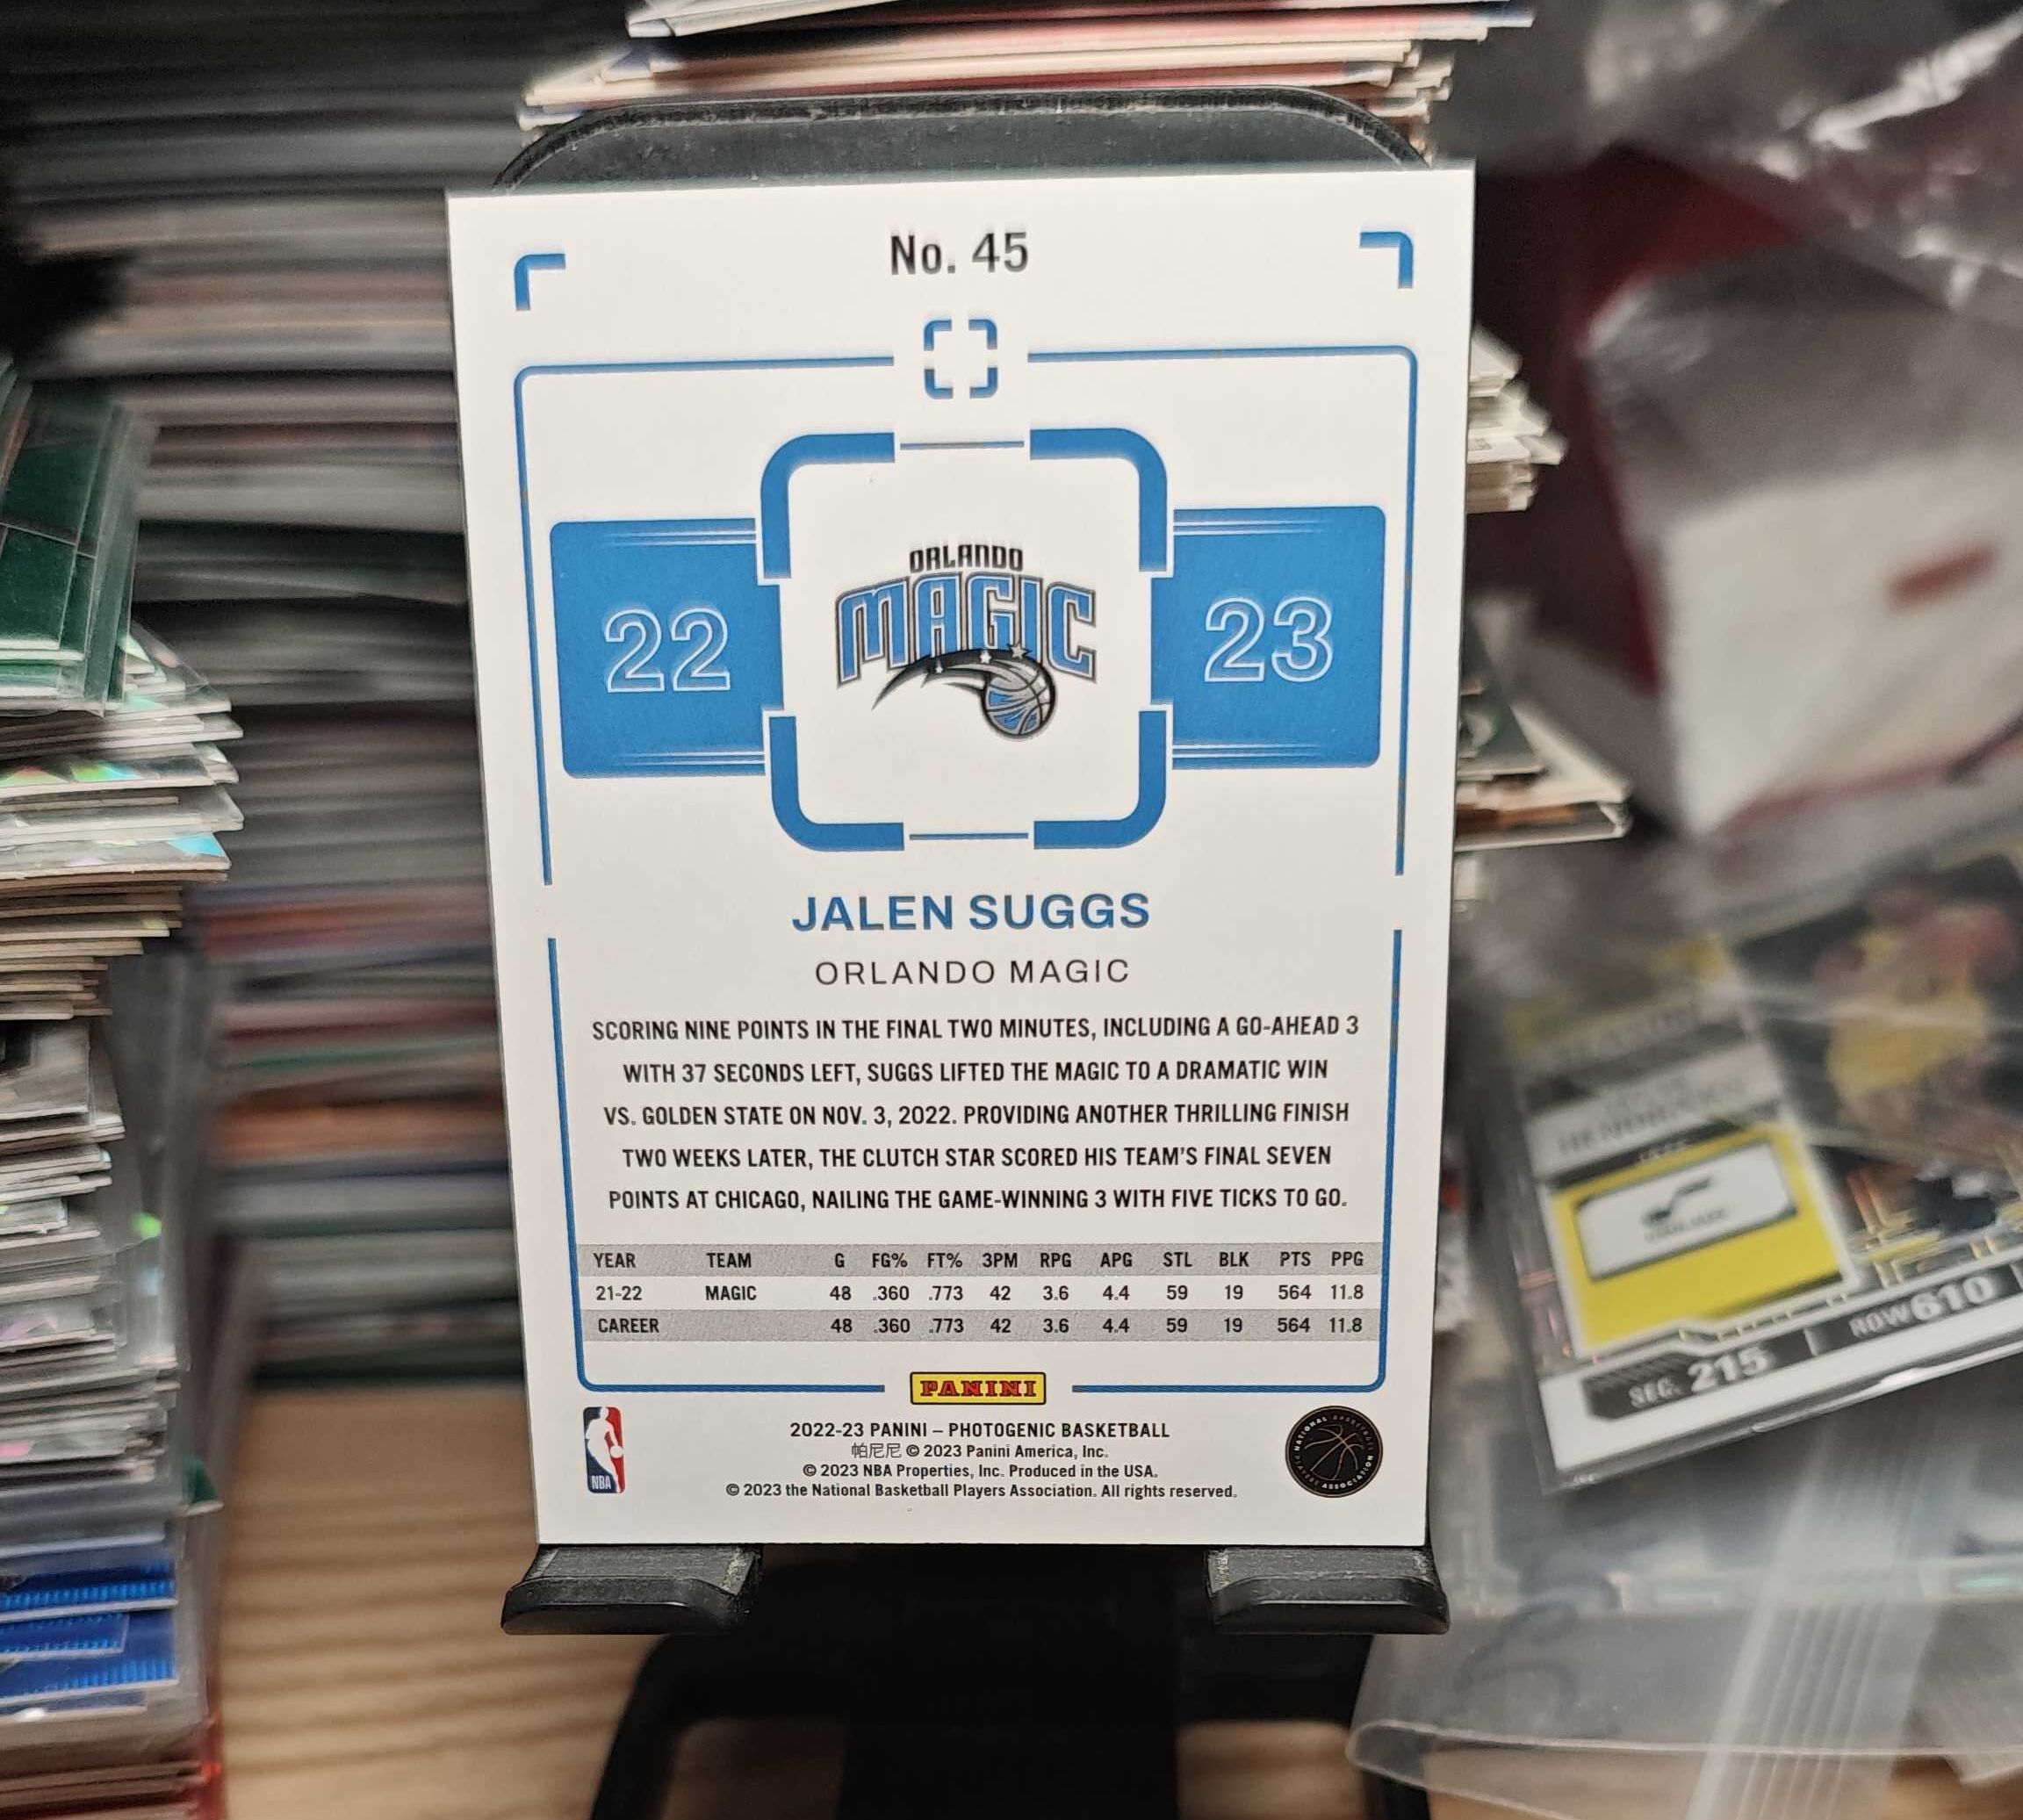 No. 45
22
ORLANDO
MAGIC
23
JALEN SUGGS
ORLANDO MAGIC
SCORING NINE POINTS IN THE FINAL TWO MINUTES, INCLUDING A GO-AHEAD 3
WITH 37 SECONDS LEFT, SUGGS LIFTED THE MAGIC TO A DRAMATIC WIN
VS. GOLDEN STATE ON NOV. 3, 2022. PROVIDING ANOTHER THRILLING FINISH
TWO WEEKS LATER, THE CLUTCH STAR SCORED HIS TEAM'S FINAL SEVEN
POINTS AT CHICAGO, NAILING THE GAME-WINNING 3 WITH FIVE TICKS TO GO.
YEAR TEAM G FG% FT% 3PM RPG APG STL BLK PTS PPG
21-22 MAGIC 48 .360 .773 42 3.6 4.4 59 19 564 11.8
CAREER 48 .360 .773 42 3.6 4.4 59 19 564 11.8
PANINI
2022-23 PANINI – PHOTOGENIC BASKETBALL
帕尼尼 © 2023 Panini America, Inc.
© 2023 NBA Properties, Inc. Produced in the USA.
© 2023 the National Basketball Players Association. All rights reserved.
NBA
NATIONAL BASKETBALL
PLAYERS ASSOCIATION
SEC. 215 ROW 610